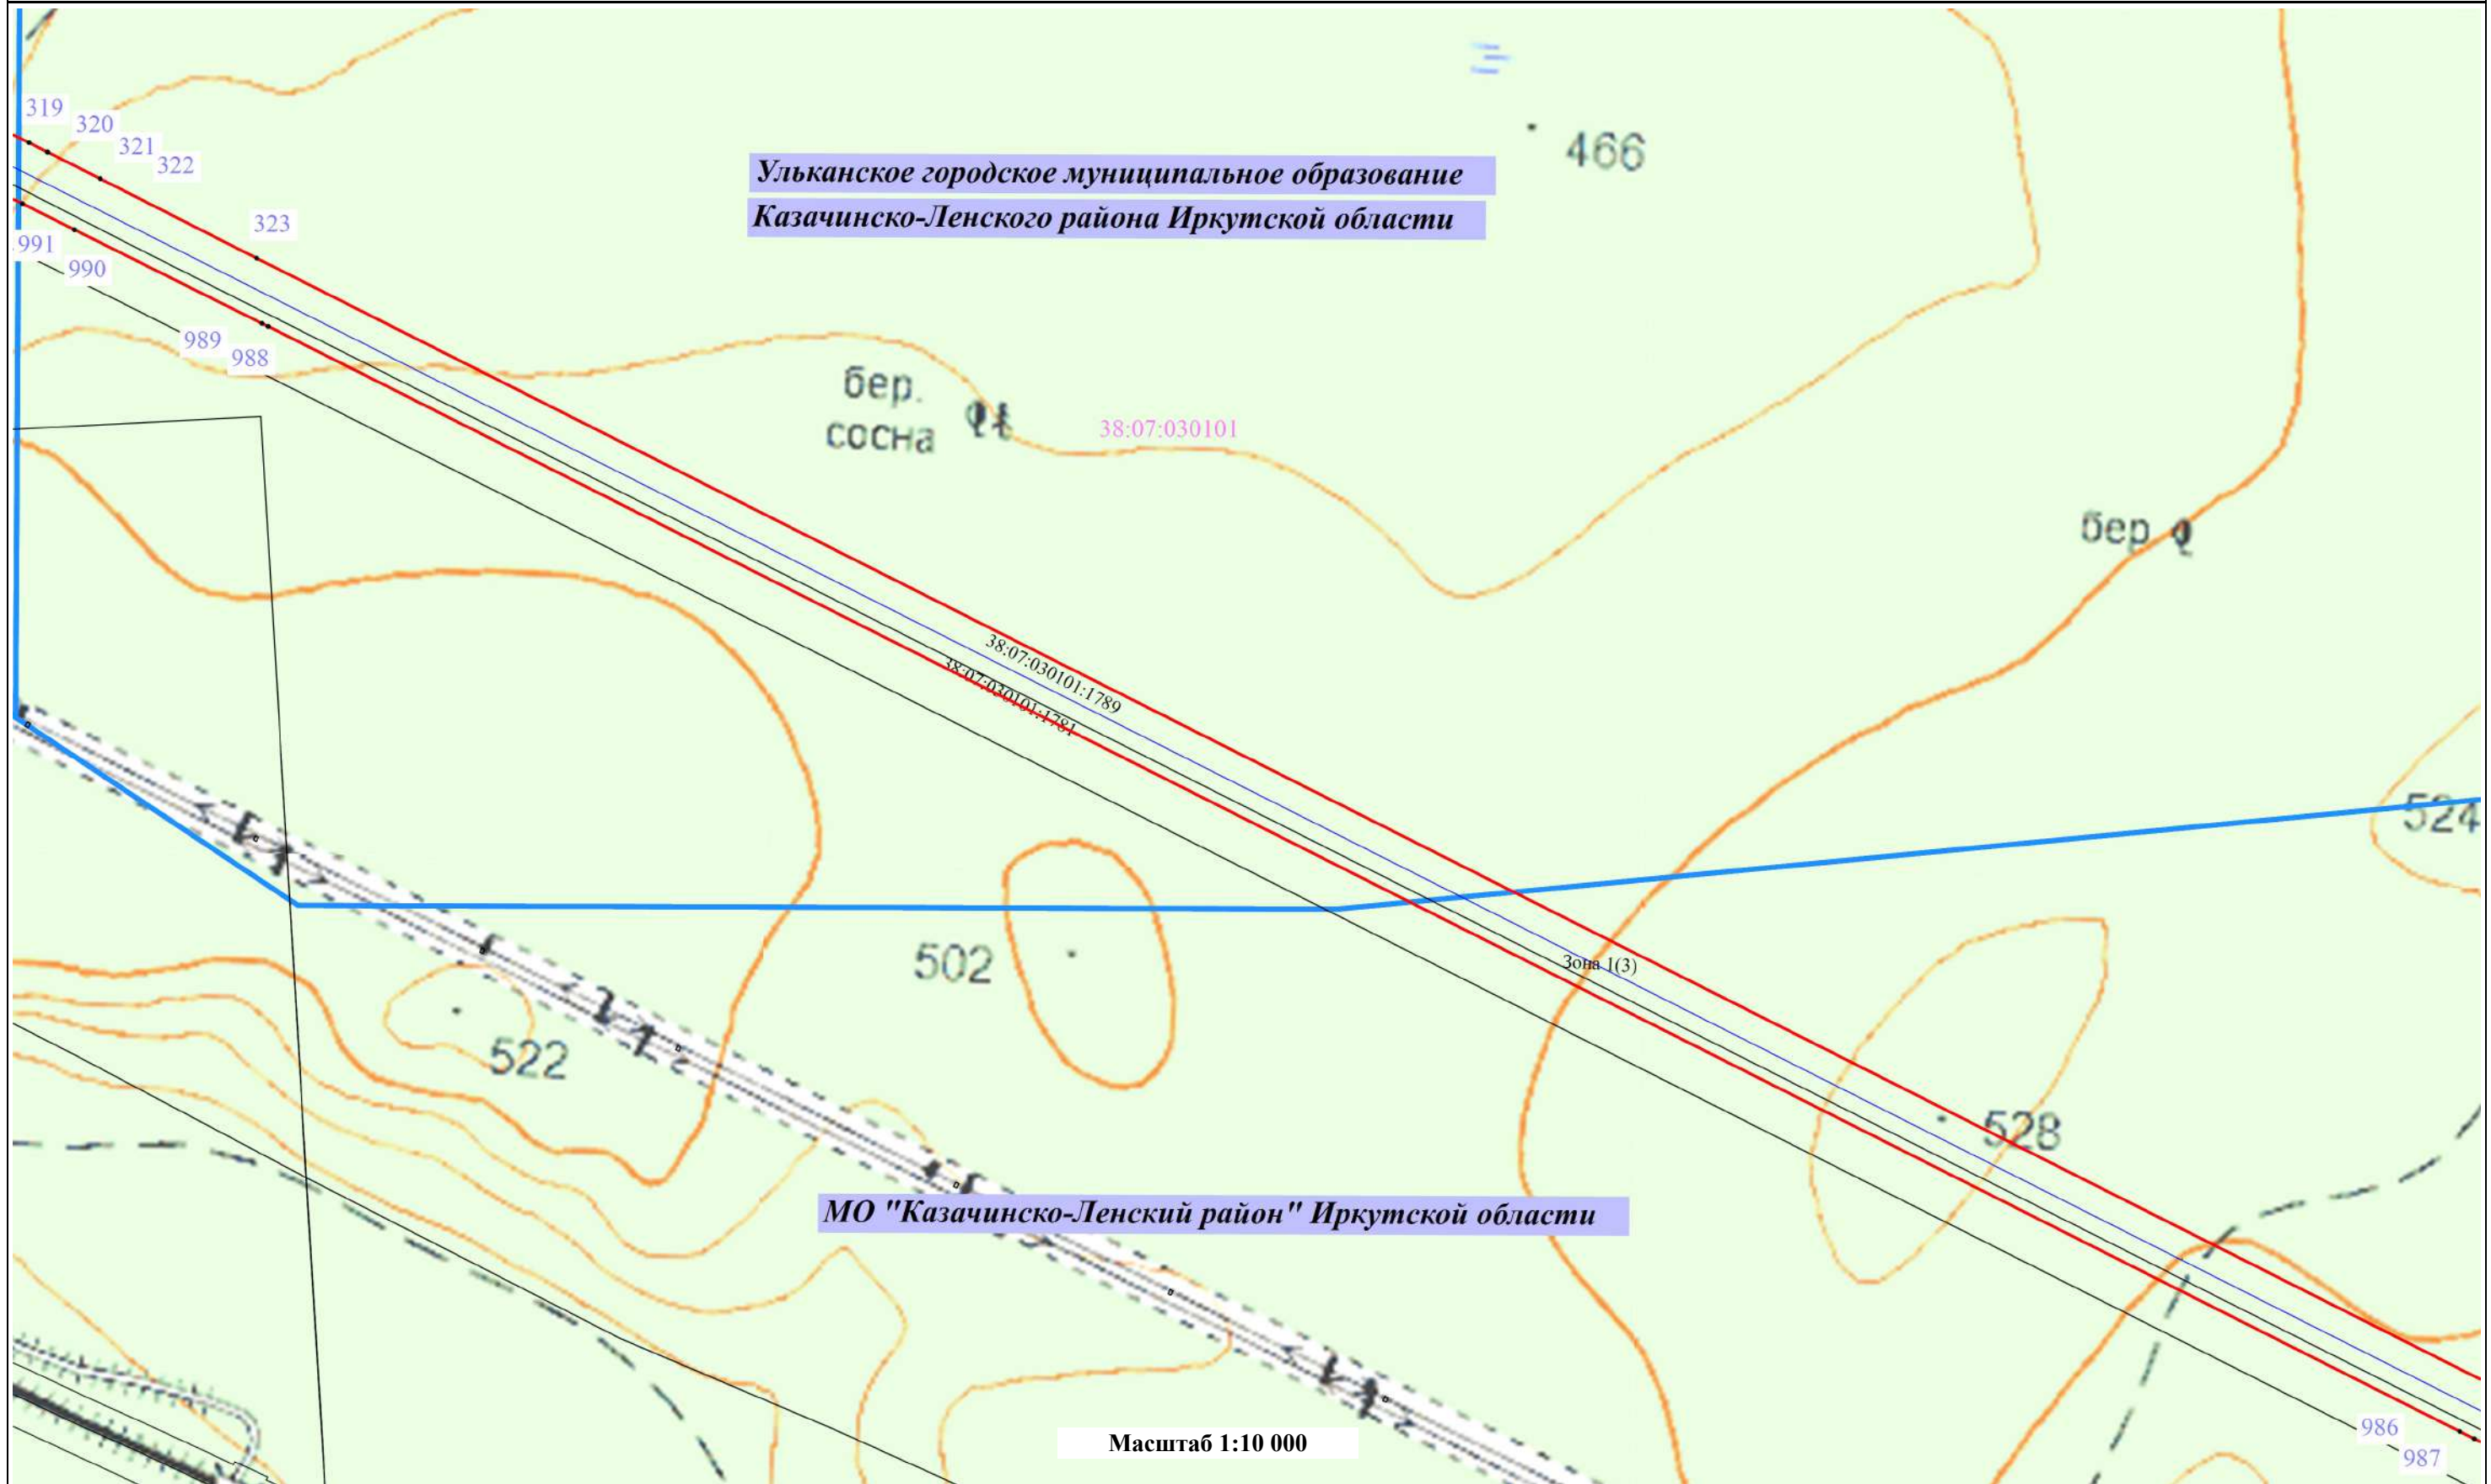 319
320
321
322
466
Ульканское городское муниципальное образование
Казачинско-Ленского района Иркутской области
323
991
990
989
988
бер.
сосна
38:07:030101
бер
38:07:030101:1789
38:07:030101:1781
524
502
Зона 1(3)
522
528
МО "Казачинско-Ленский район" Иркутской области
Масштаб 1:10 000
986
987